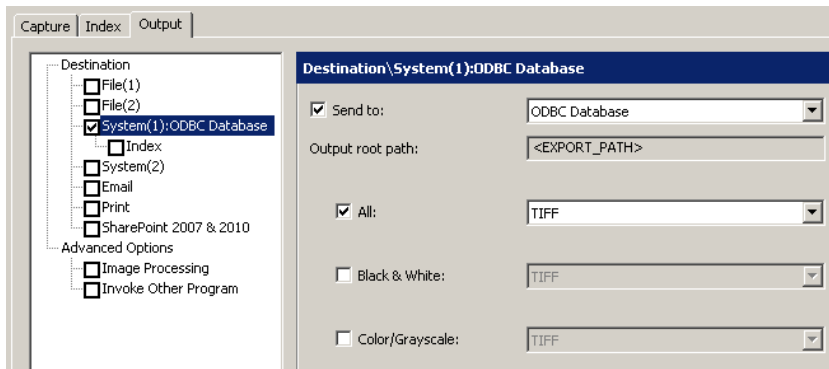 Capture Index Output
Destination
File(1)
File(2)
System(1):ODBC Database
Index
System(2)
Email
Print
SharePoint 2007 & 2010
Advanced Options
Image Processing
Invoke Other Program
Destination\System(1):ODBC Database
Send to: ODBC Database
Output root path: <EXPORT_PATH>
All: TIFF
Black & White: TIFF
Color/Grayscale: TIFF